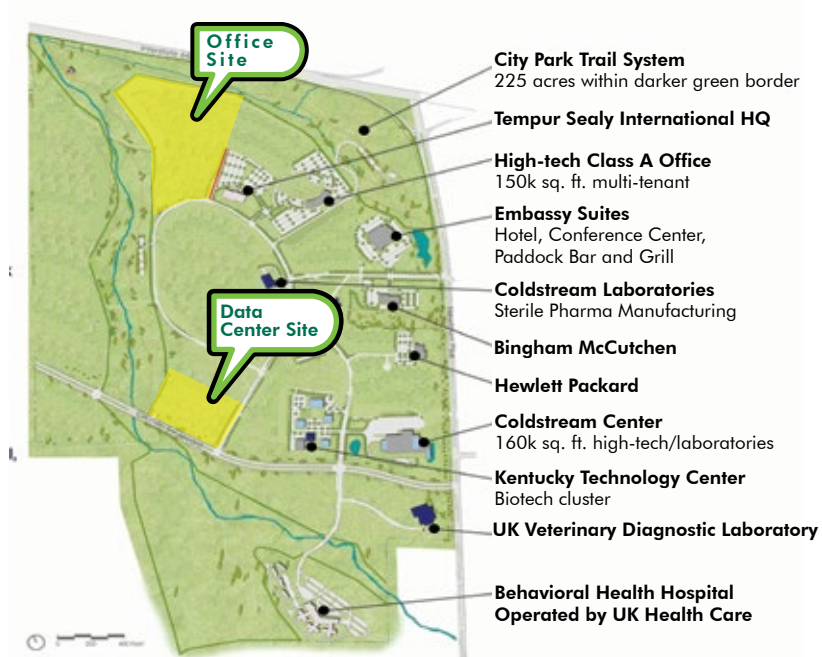 Office
Site
Interstate
City Park Trail System
225 acres within darker green border
Tempur Sealy International HQ
High-tech Class A Office
150k sq. ft. multi-tenant
Embassy Suites
Hotel, Conference Center,
Paddock Bar and Grill
Coldstream Laboratories
Sterile Pharma Manufacturing
Data
Center Site
Bingham McCutchen
Hewlett Packard
Coldstream Center
160k sq. ft. high-tech/laboratories
Kentucky Technology Center
Biotech cluster
UK Veterinary Diagnostic Laboratory
Behavioral Health Hospital
Operated by UK Health Care